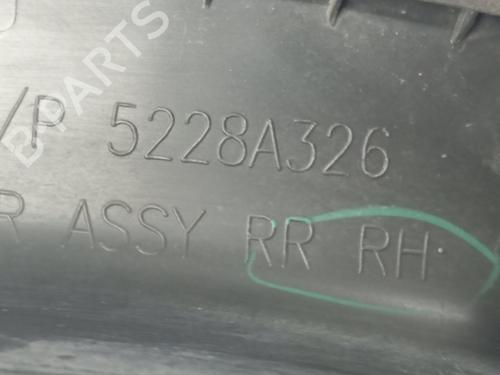 B-PARTS
/P 5228A326
R ASSY RR RH